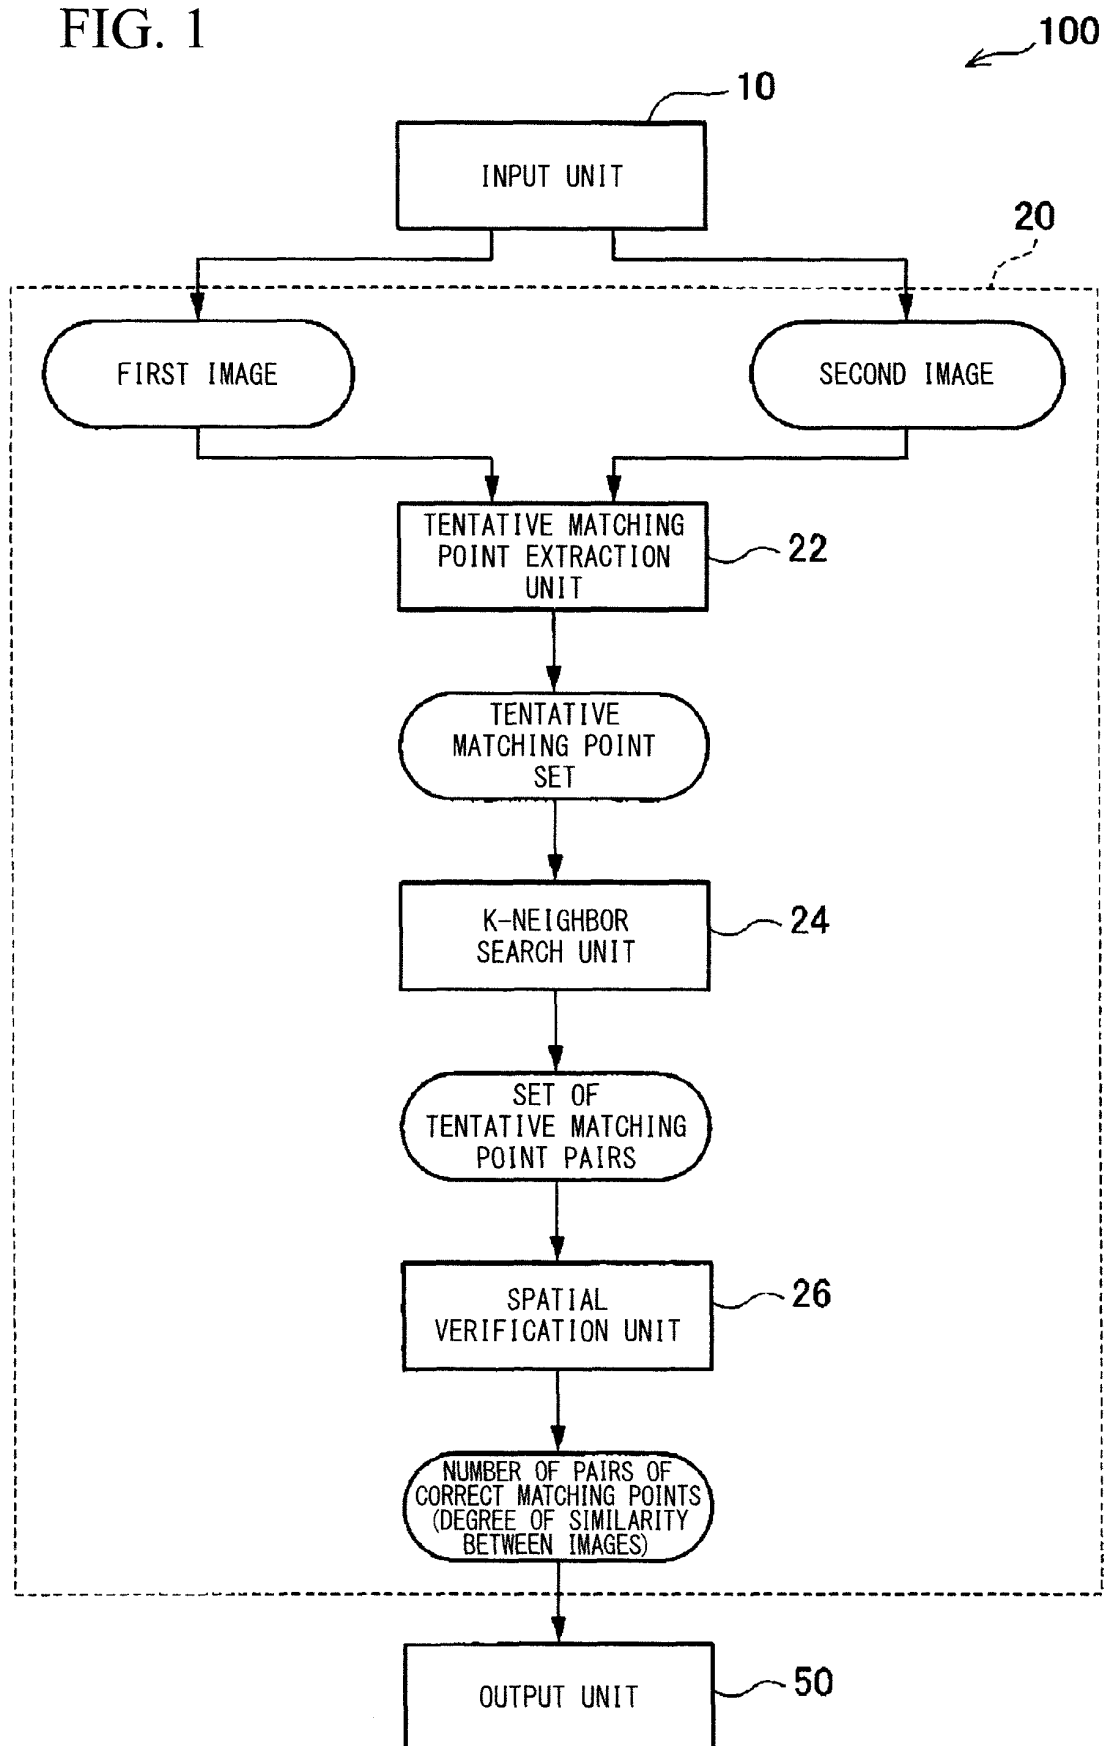 FIG. 1
100
10
INPUT UNIT
20
FIRST IMAGE
SECOND IMAGE
TENTATIVE MATCHING
POINT EXTRACTION
UNIT
22
TENTATIVE
MATCHING POINT
SET
K-NEIGHBOR
SEARCH UNIT
24
SET OF
TENTATIVE MATCHING
POINT PAIRS
SPATIAL
VERIFICATION UNIT
26
NUMBER OF PAIRS OF
CORRECT MATCHING POINTS
(DEGREE OF SIMILARITY
BETWEEN IMAGES)
OUTPUT UNIT
50